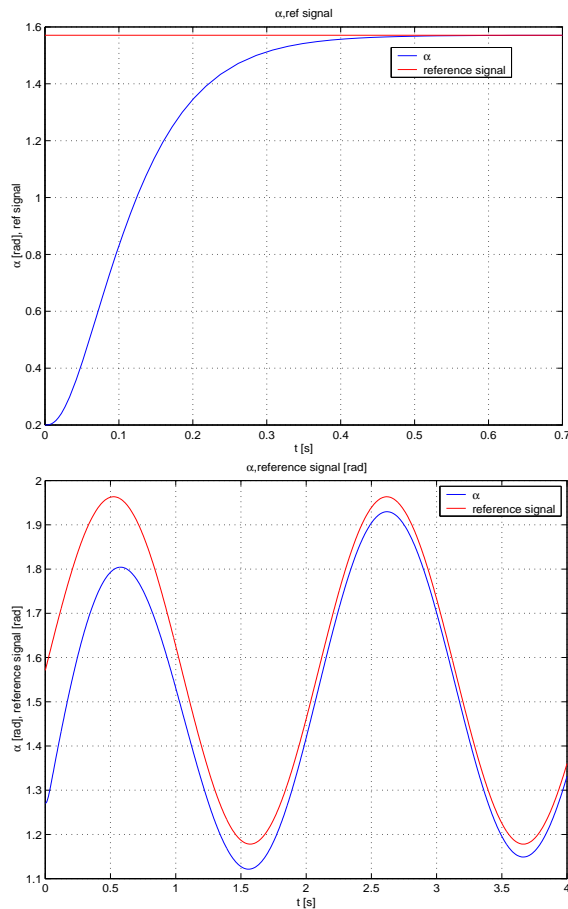 α,ref signal
1.6
1.4
1.2
1
0.8
0.6
0.4
0.2
α [rad], ref signal
α
reference signal
0 0.1 0.2 0.3 0.4 0.5 0.6 0.7
t [s]
α,reference signal [rad]
2
1.9
1.8
1.7
1.6
1.5
1.4
1.3
1.2
1.1
α [rad], reference signal [rad]
α
reference signal
0 0.5 1 1.5 2 2.5 3 3.5 4
t [s]